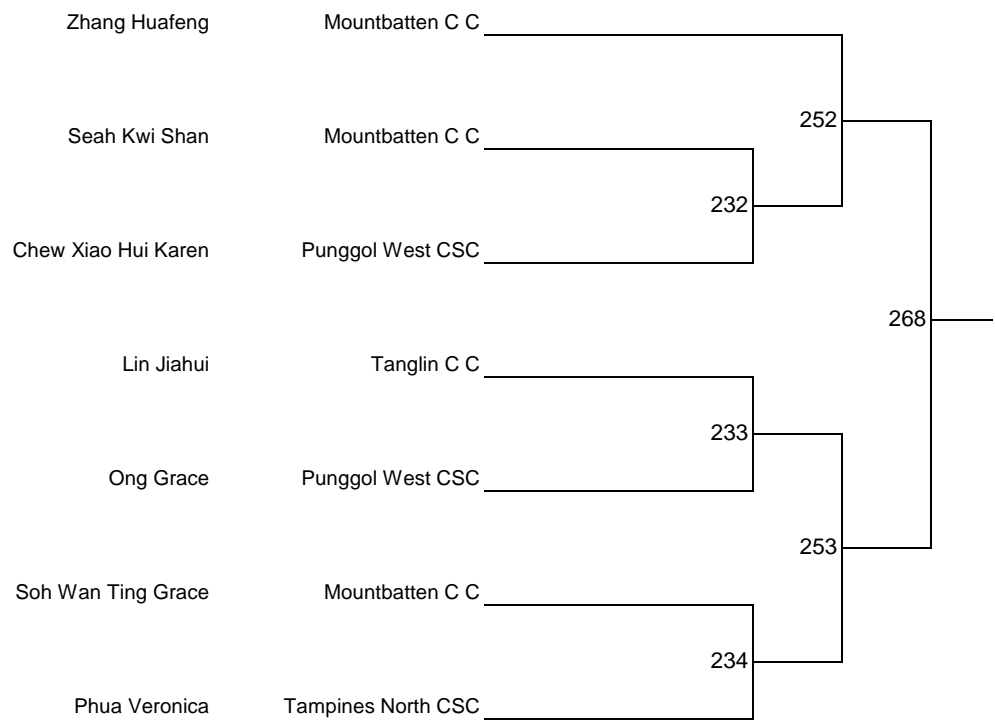 Zhang Huafeng Mountbatten C C
252
Seah Kwi Shan Mountbatten C C
232
Chew Xiao Hui Karen Punggol West CSC
268
Lin Jiahui Tanglin C C
233
Ong Grace Punggol West CSC
253
Soh Wan Ting Grace Mountbatten C C
234
Phua Veronica Tampines North CSC